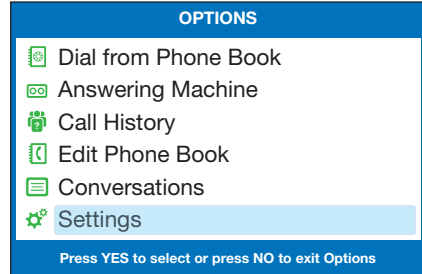 OPTIONS
Dial from Phone Book
Answering Machine
Call History
Edit Phone Book
Conversations
Settings
Press YES to select or press NO to exit Options